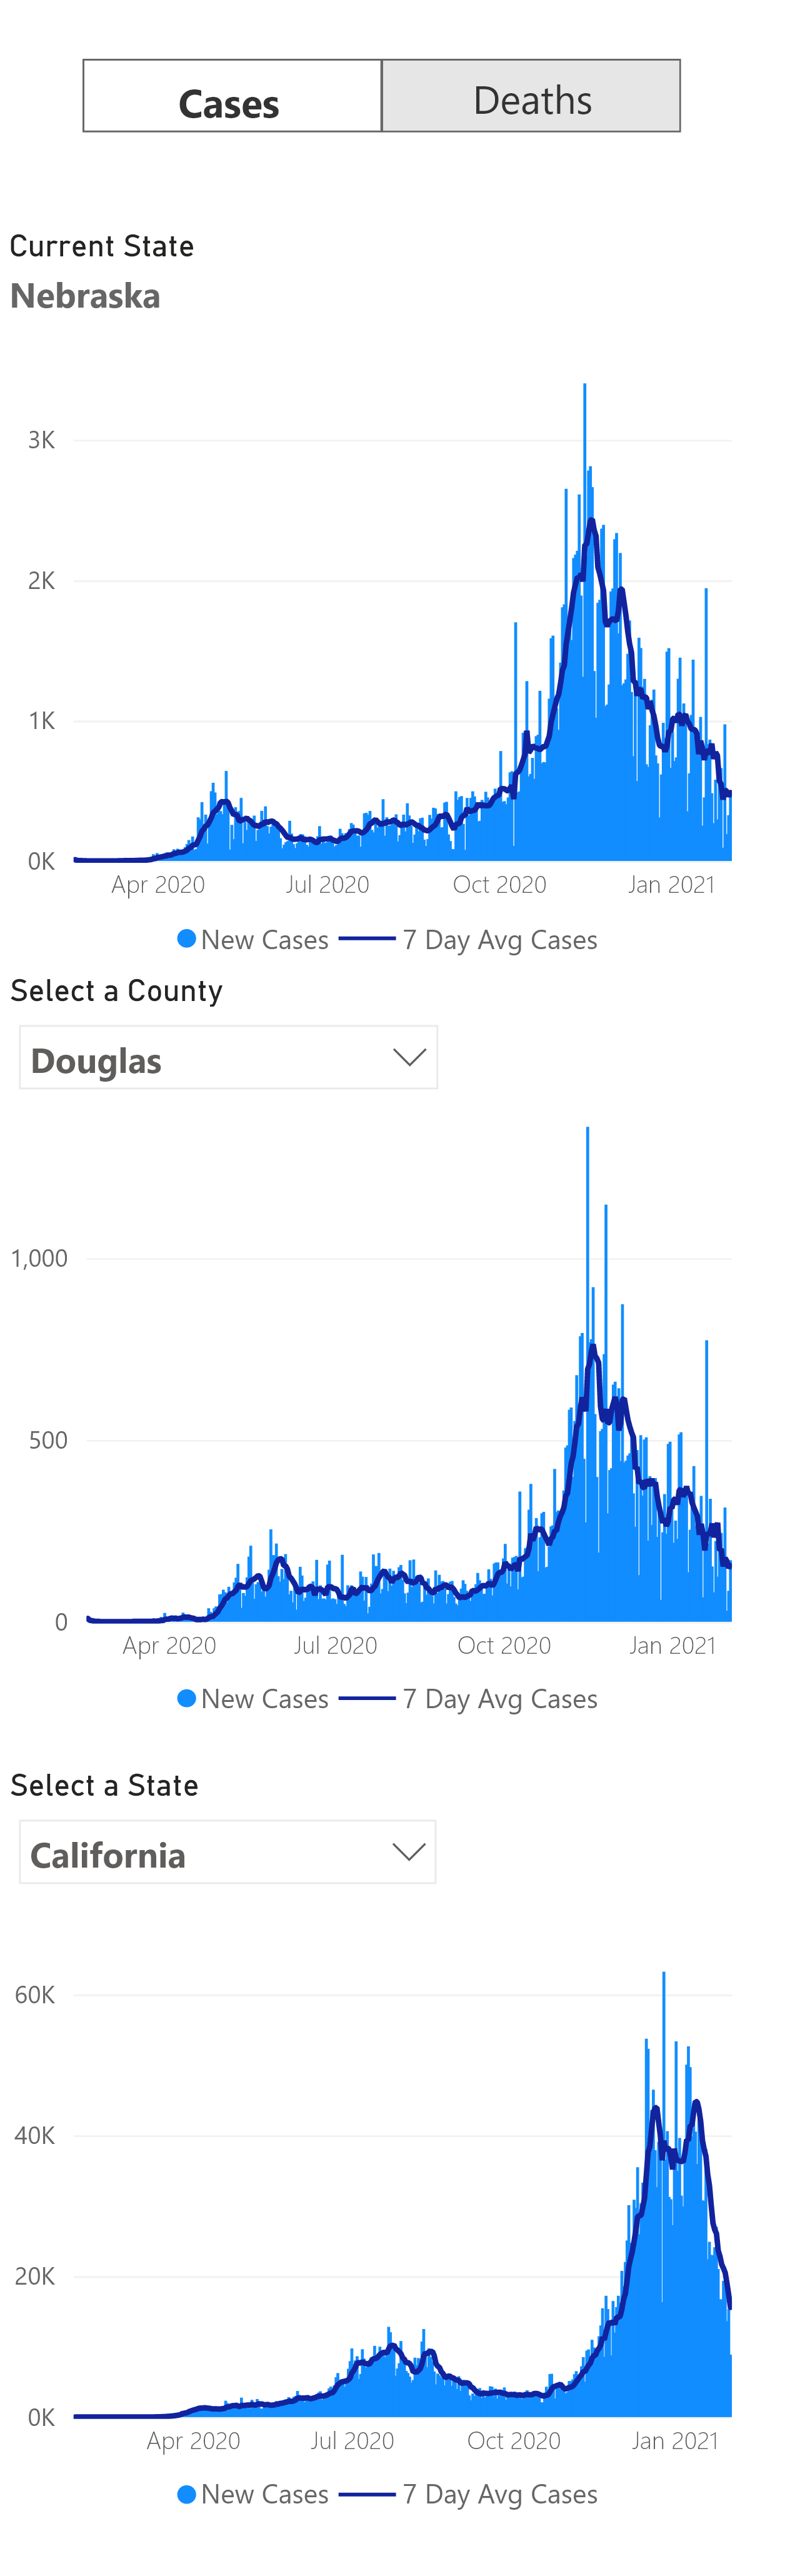 Cases Deaths
Current State
Nebraska
3K
2K
1K
0K
Apr 2020 Jul 2020 Oct 2020 Jan 2021
New Cases 7 Day Avg Cases
Select a County
Douglas
1,000
500
0
Apr 2020 Jul 2020 Oct 2020 Jan 2021
New Cases 7 Day Avg Cases
Select a State
California
60K
40K
20K
0K
Apr 2020 Jul 2020 Oct 2020 Jan 2021
New Cases 7 Day Avg Cases